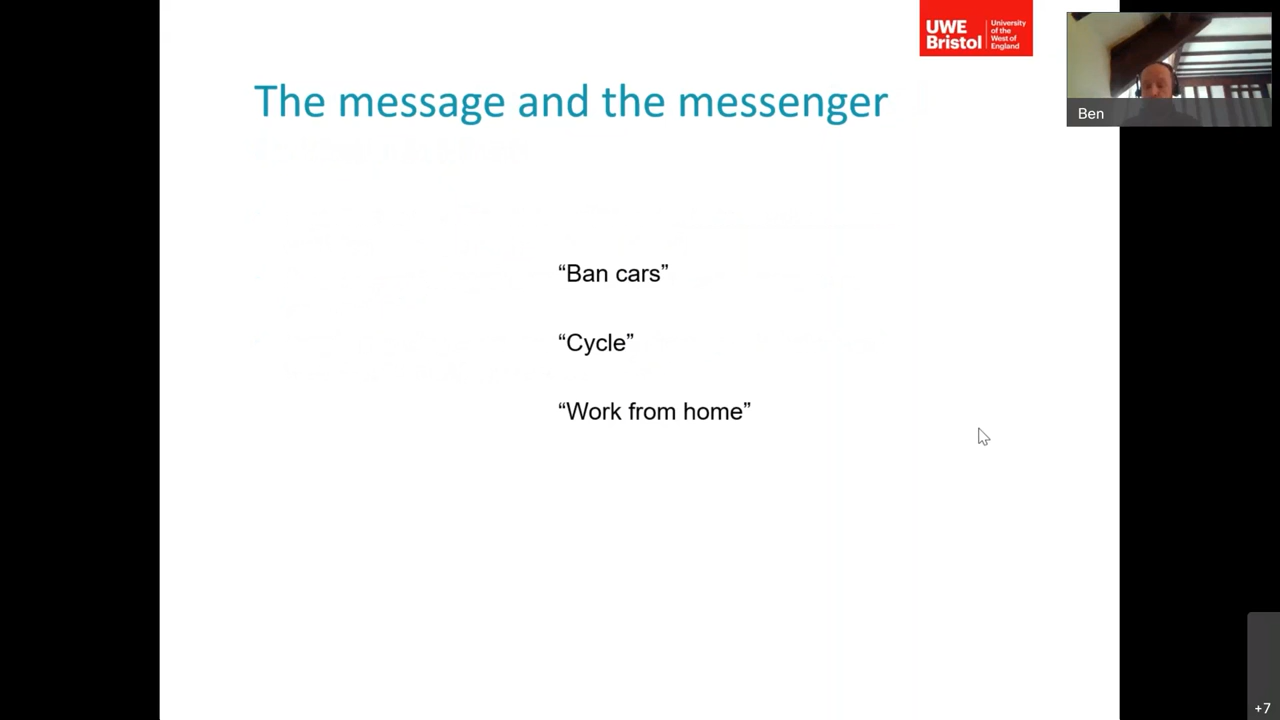 UWE
Bristol
University
of the
West of
England
The message and the messenger
Ben
“Ban cars”
“Cycle”
“Work from home”
+7